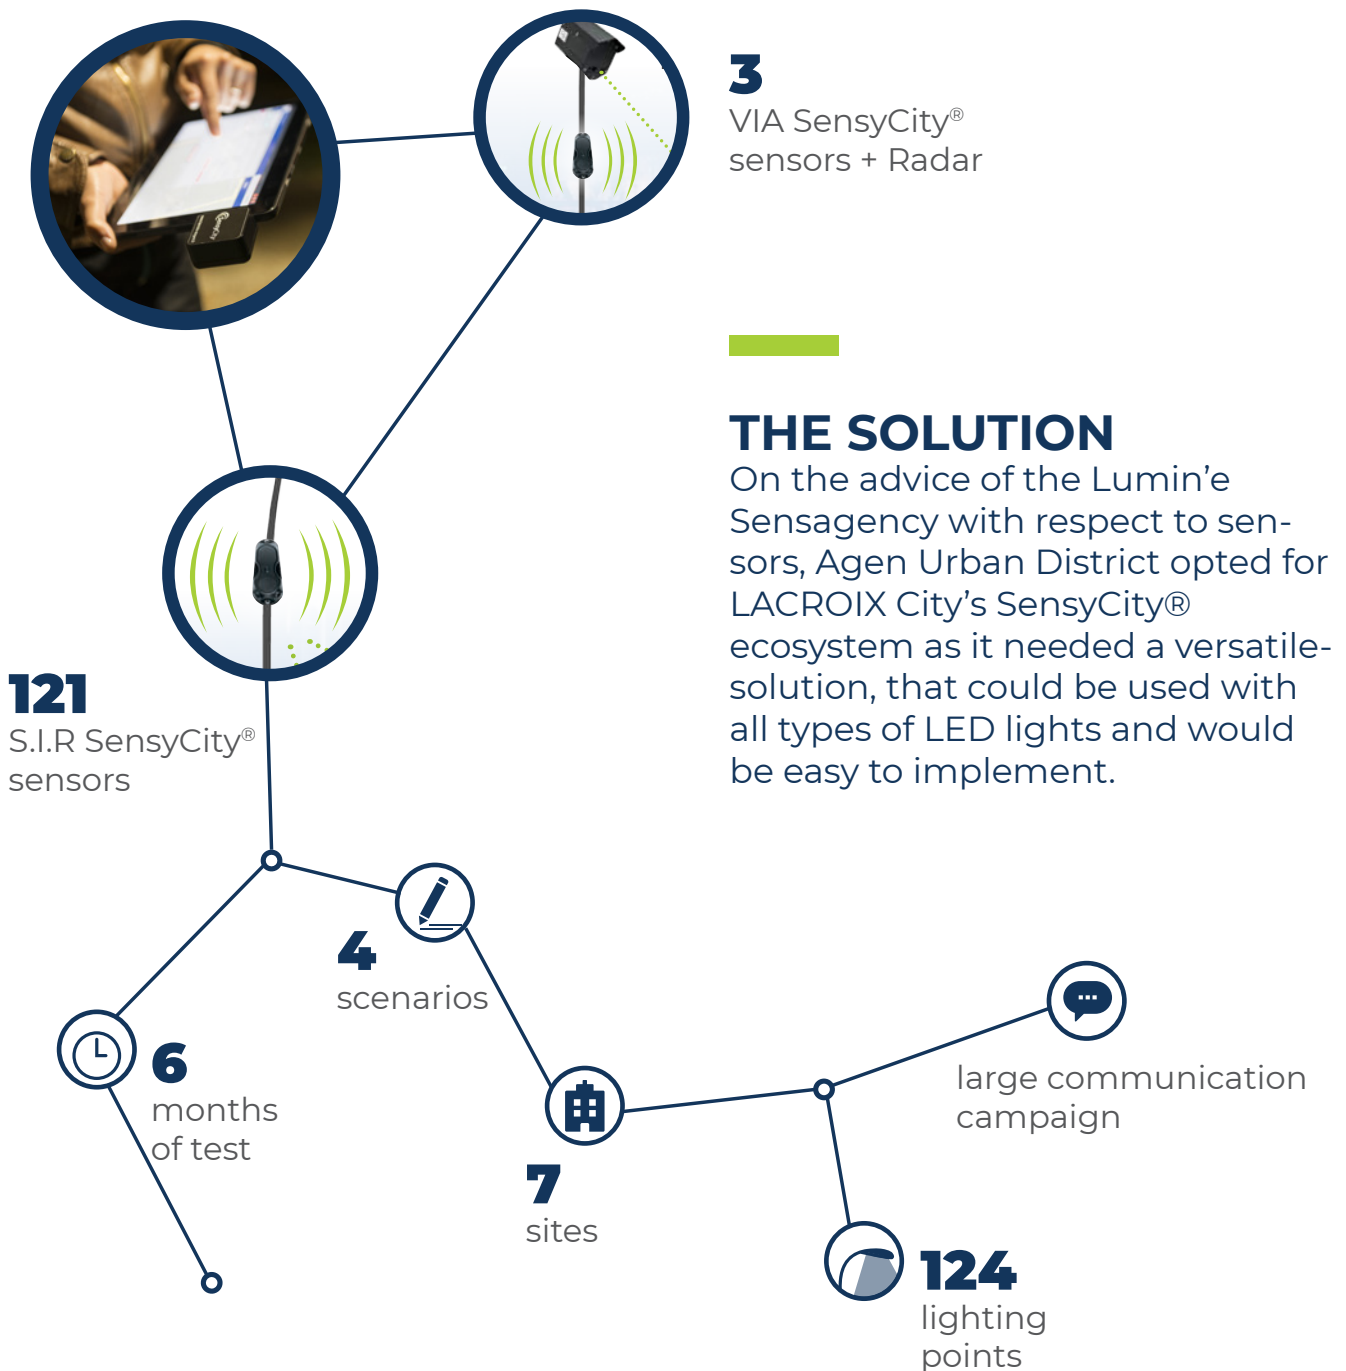 3
VIA SensyCity®
sensors + Radar
THE SOLUTION
On the advice of the Lumin’e
Sensagency with respect to sen-
sors, Agen Urban District opted for
LACROIX City’s SensyCity®
ecosystem as it needed a versatile-
solution, that could be used with
all types of LED lights and would
be easy to implement.
121
S.I.R SensyCity®
sensors
4
scenarios
6
months
of test
large communication
campaign
7
sites
124
lighting
points
SensyCity